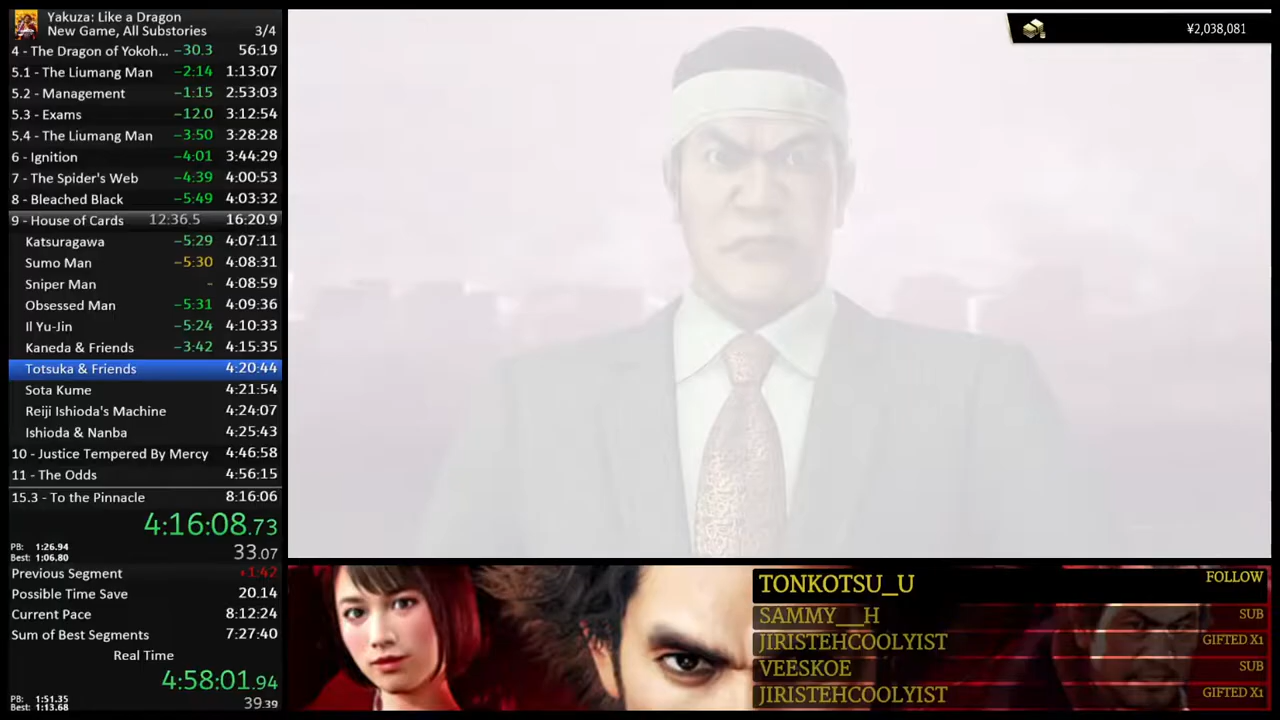 Yakuza: Like a Dragon
New Game, All Substories 3/4
4 - The Dragon of Yokoh... −30.3 56:19
5.1 - The Liumang Man −2:14 1:13:07
5.2 - Management −1:15 2:53:03
5.3 - Exams −12.0 3:12:54
5.4 - The Liumang Man −3:50 3:28:28
6 - Ignition −4:01 3:44:29
7 - The Spider's Web −4:39 4:00:53
8 - Bleached Black −5:49 4:03:32
9 - House of Cards 12:36.5 16:20.9
Katsuragawa −5:29 4:07:11
Sumo Man −5:30 4:08:31
Sniper Man - 4:08:59
Obsessed Man −5:31 4:09:36
Il Yu-Jin −5:24 4:10:33
Kaneda & Friends −3:42 4:15:35
Totsuka & Friends 4:20:44
Sota Kume 4:21:54
Reiji Ishioda's Machine 4:24:07
Ishioda & Nanba 4:25:43
10 - Justice Tempered By Mercy 4:46:58
11 - The Odds 4:56:15
15.3 - To the Pinnacle 8:16:06
4:16:08.73
PB: 1:26.94
Best: 1:06.80
33.07
Previous Segment +1:42
Possible Time Save 20.14
Current Pace 8:12:24
Sum of Best Segments 7:27:40
Real Time
4:58:01.94
PB: 1:51.35
Best: 1:13.68
39.39
¥2,038,081
TONKOTSU_U FOLLOW
SAMMY__H SUB
JIRISTEHCOOLYIST GIFTED X1
VEESKOE SUB
JIRISTEHCOOLYIST GIFTED X1